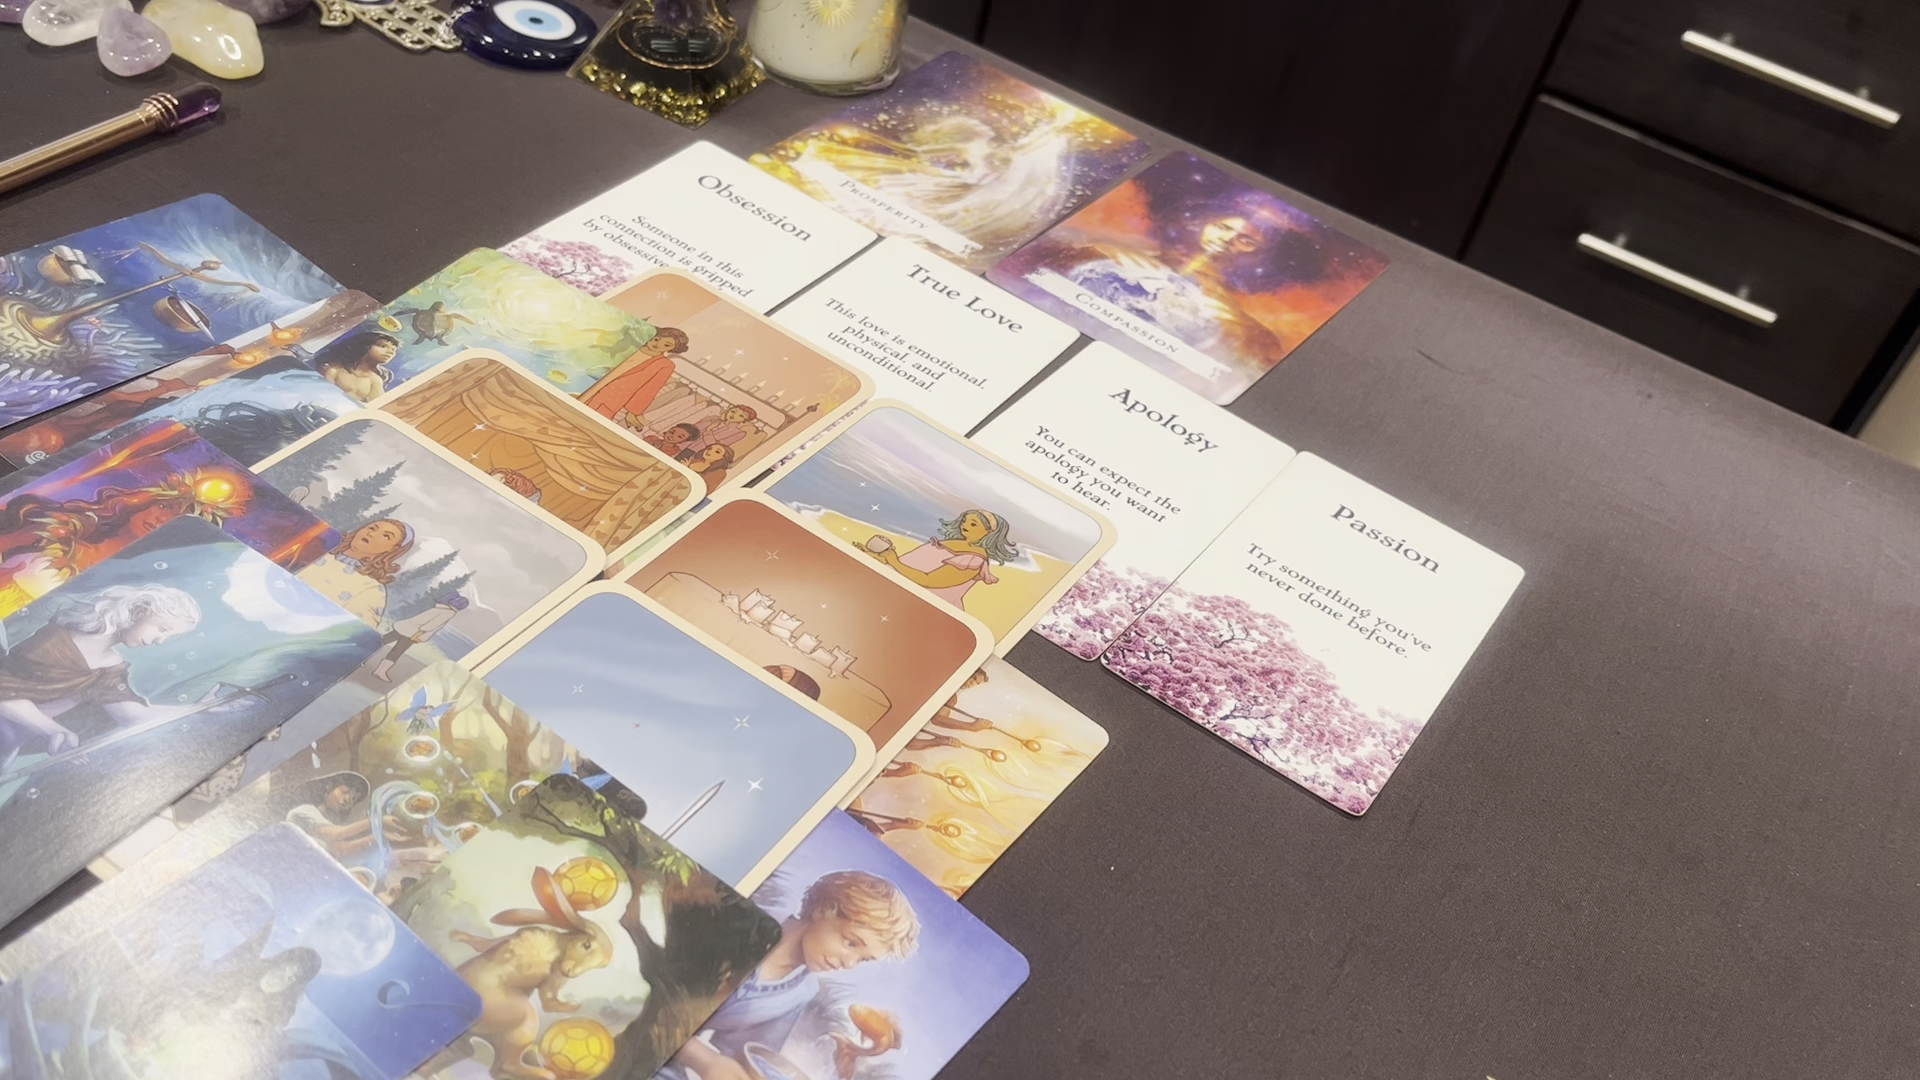 PROSPERITY
COMPASSION
Obsession
Someone in this
connection is gripped
by obsessive
True Love
This love is emotional,
physical, and
unconditional.
Apology
You can expect the
apology you want
to hear.
Passion
Try something you've
never done before.